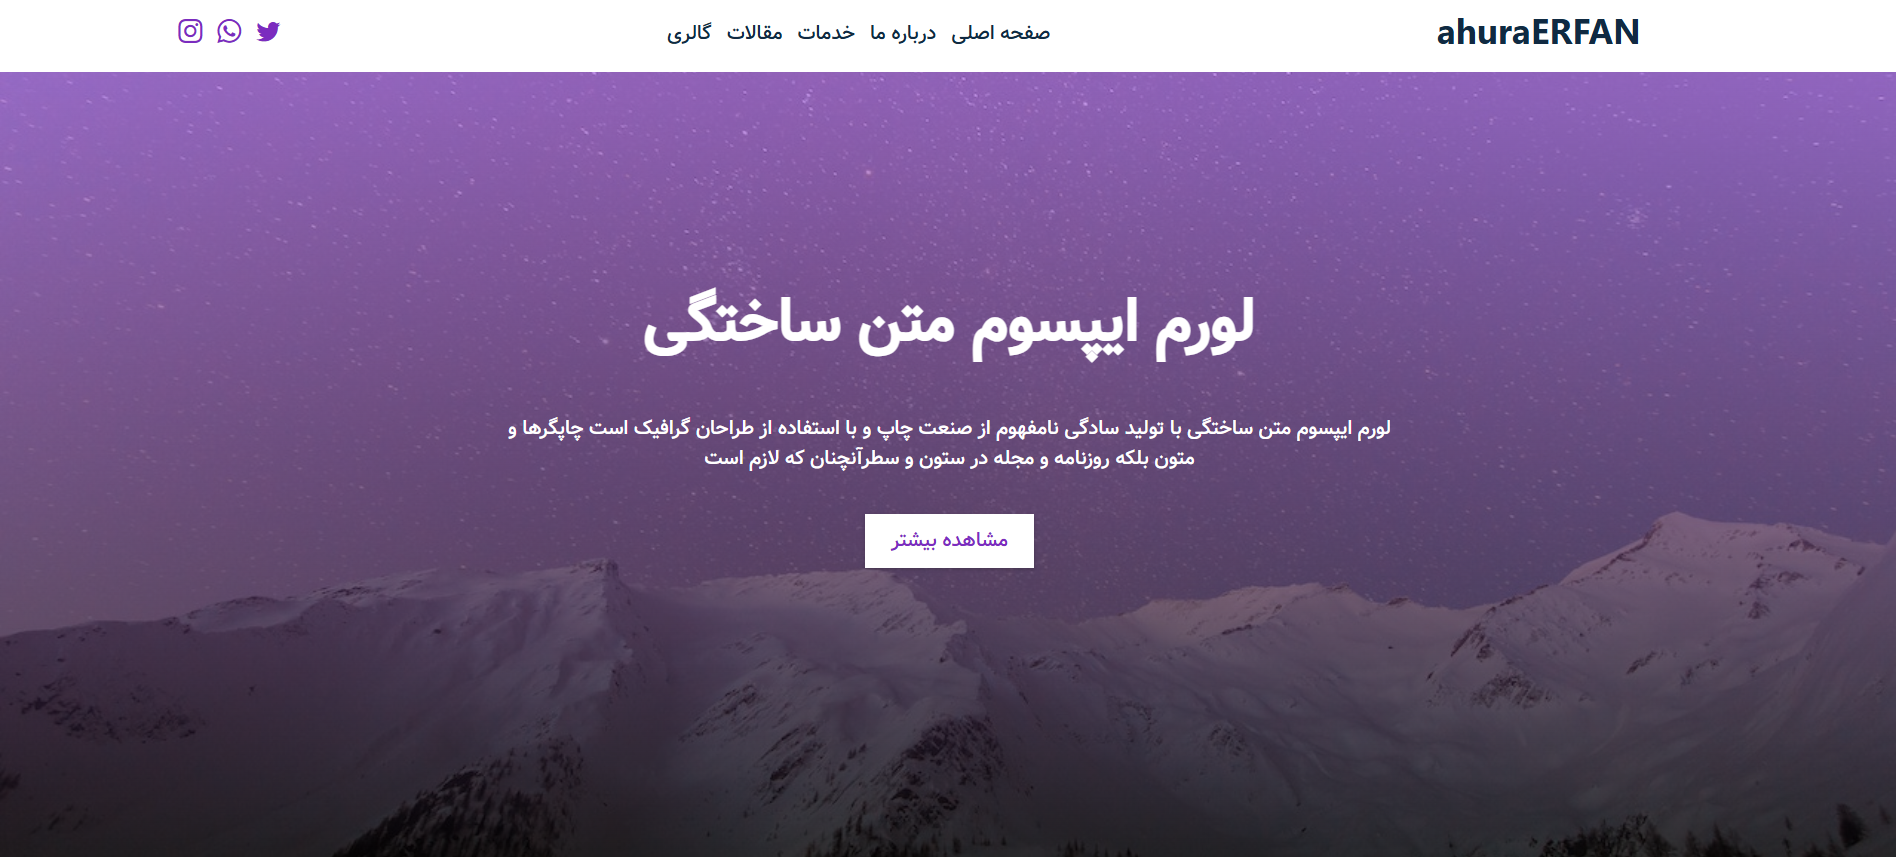 ahuraERFAN
صفحه اصلی درباره ما خدمات مقالات گالری
لورم ایپسوم متن ساختگی
لورم ایپسوم متن ساختگی با تولید سادگی نامفهوم از صنعت چاپ و با استفاده از طراحان گرافیک است چاپگرها و
متون بلکه روزنامه و مجله در ستون و سطرآنچنان که لازم است
مشاهده بیشتر